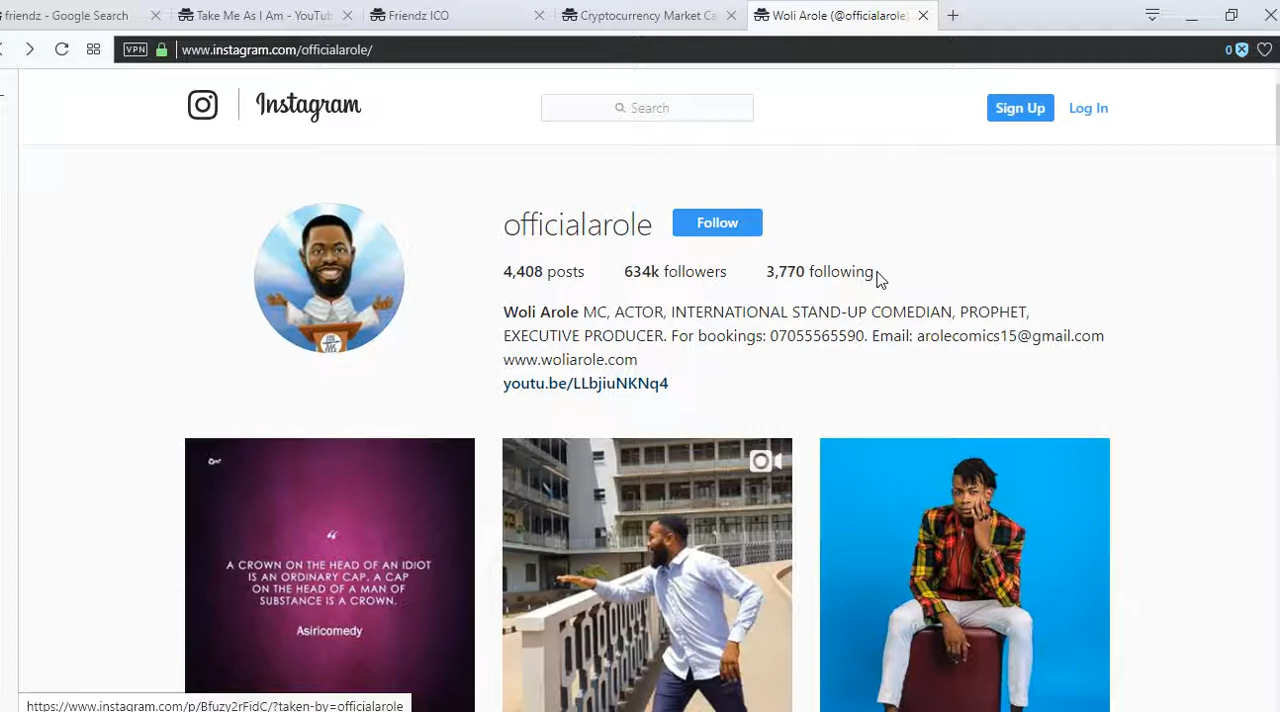 friendz - Google Search
Take Me As I Am - YouTu
Friendz ICO
Cryptocurrency Market Ca
Woli Arole (@officialarole)
VPN
www.instagram.com/officialarole/
0
Instagram
Search
Sign Up
Log In
officialarole
Follow
4,408 posts
634k followers
3,770 following
Woli Arole MC, ACTOR, INTERNATIONAL STAND-UP COMEDIAN, PROPHET,
EXECUTIVE PRODUCER. For bookings: 07055565590. Email: arolecomics15@gmail.com
www.woliarole.com
youtu.be/LLbjiuNKNq4
“
A CROWN ON THE HEAD OF AN IDIOT
IS AN ORDINARY CAP, A CAP
ON THE HEAD OF A MAN OF
SUBSTANCE IS A CROWN.
Asiricomedy
https://www.instagram.com/p/Bfuzy2rFidC/?taken-by=officialarole